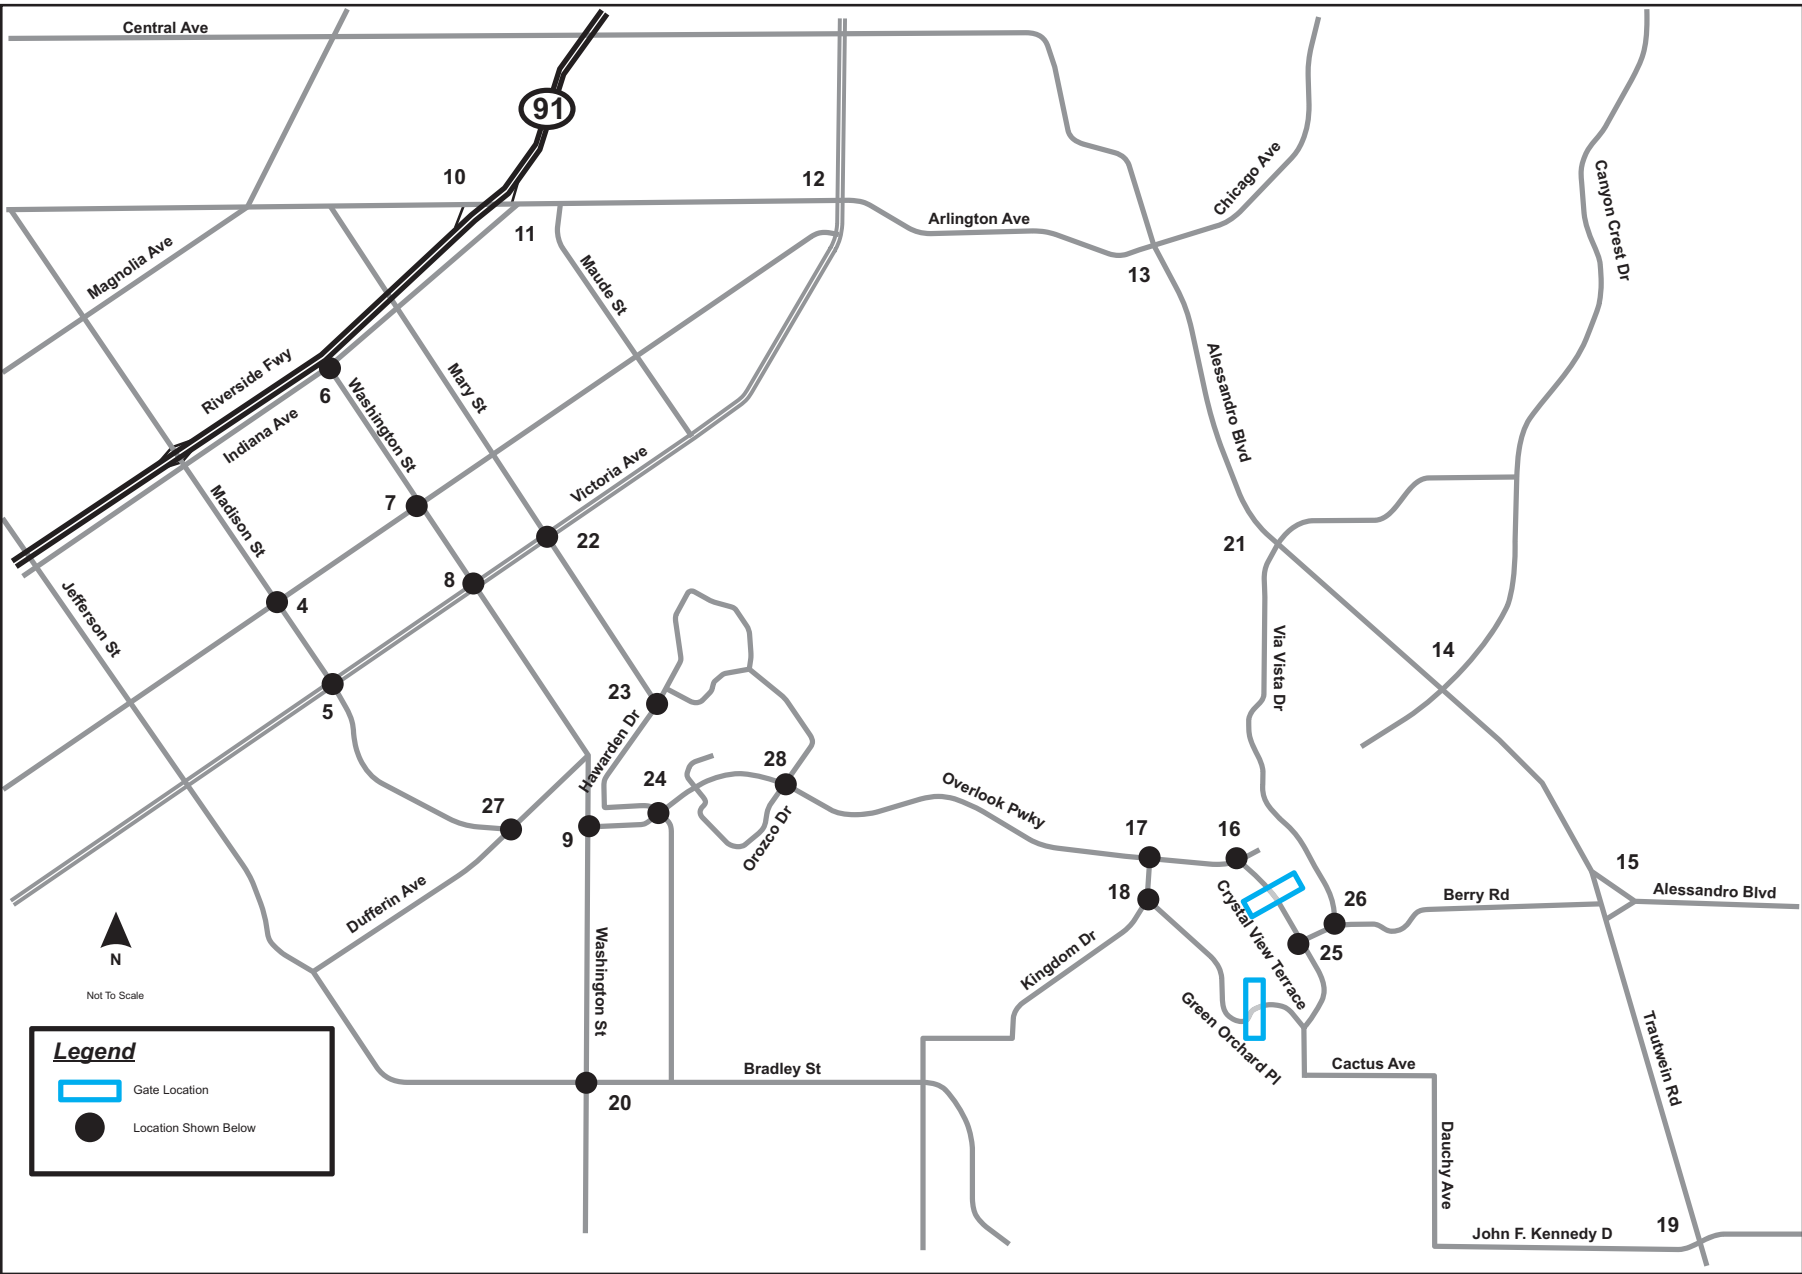 Central Ave
91
10
12
Arlington Ave
Chicago Ave
Canyon Crest Dr
11
13
Magnolia Ave
Maude St
Riverside Fwy
6
Washington St
Mary St
Alessandro Blvd
Indiana Ave
Victoria Ave
Madison St
7
22
21
8
4
Jefferson St
Via Vista Dr
14
5
23
Hawarden Dr
28
24
Overlook Pwky
27
9
Orozco Dr
17
16
15
18
Crystal View Terrace
26
Berry Rd
Alessandro Blvd
Dufferin Ave
25
Washington St
Kingdom Dr
N
Not To Scale
Green Orchard Pl
Trautwein Rd
Legend
Gate Location
Location Shown Below
Bradley St
Cactus Ave
20
Dauchy Ave
19
John F. Kennedy D